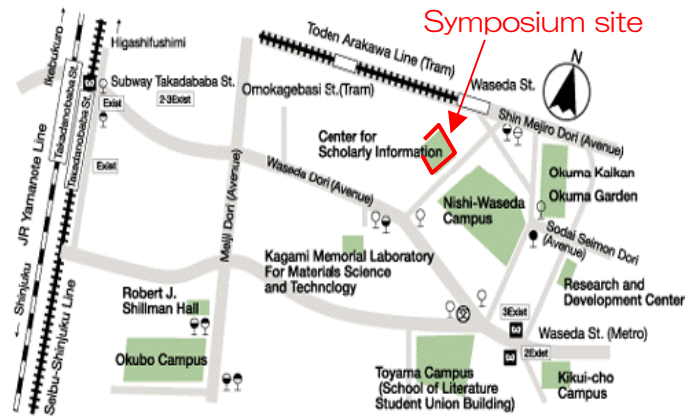 Symposium site
N
Ikebukuro
Higashifushimi
Toden Arakawa Line (Tram)
Waseda St.
Subway Takadababa St.
2·3Exist
Omokagebasi St.(Tram)
Shin Mejiro Dori (Avenue)
Takadanobaba St.
Takadanobaba St.
Exist
Exist
Center for
Scholarly Information
Okuma Kaikan
Okuma Garden
Waseda Dori (Avenue)
Nishi-Waseda
Campus
JR Yamanote Line
Meiji Dori (Avenue)
Sodai Seimon Dori
(Avenue)
Kagami Memorial Laboratory
For Materials Science
and Technology
Research and
Development Center
Shinjuku
Robert J.
Shillman Hall
3Exist
Waseda St. (Metro)
2Exist
Seibu-Shinjuku Line
Okubo Campus
Toyama Campus
(School of Literature
Student Union Building)
Kikui-cho
Campus